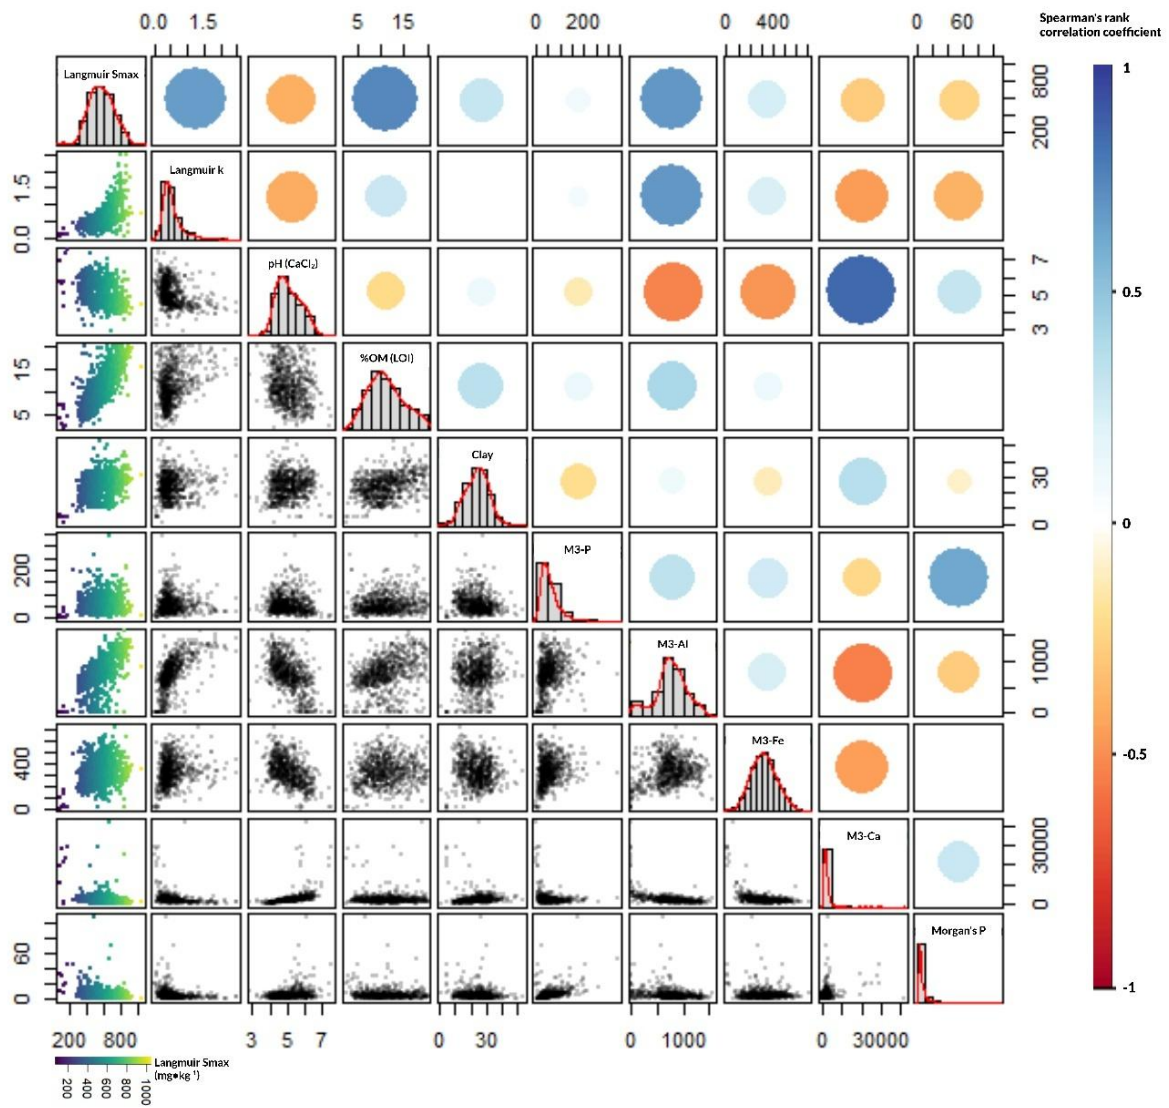 0.0 1.5
5 15
0 200
0 400
0 60
Spearman's rank
correlation coefficient
Langmuir Smax
200 800
1
0.0 1.5
Langmuir k
pH (CaCl₂)
3 5 7
0.5
5 15
%OM (LOI)
Clay
0 30
0
0 200
M3-P
M3-Al
0 1000
-0.5
0 400
M3-Fe
M3-Ca
0 30000
-1
0 60
Morgan's P
200 800
3 5 7
0 30
0 1000
0 30000
Langmuir Smax
(mg•kg⁻¹)
200 400 600 800 1000